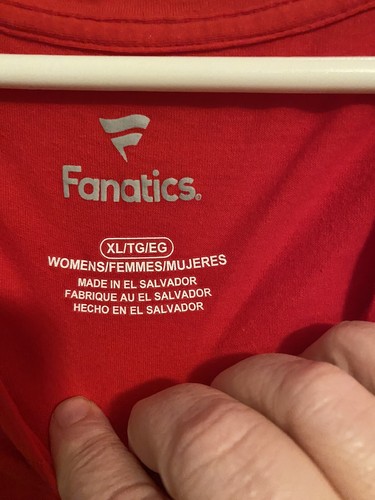 Fanatics®
XL/TG/EG
WOMENS/FEMMES/MUJERES
MADE IN EL SALVADOR
FABRIQUE AU EL SALVADOR
HECHO EN EL SALVADOR